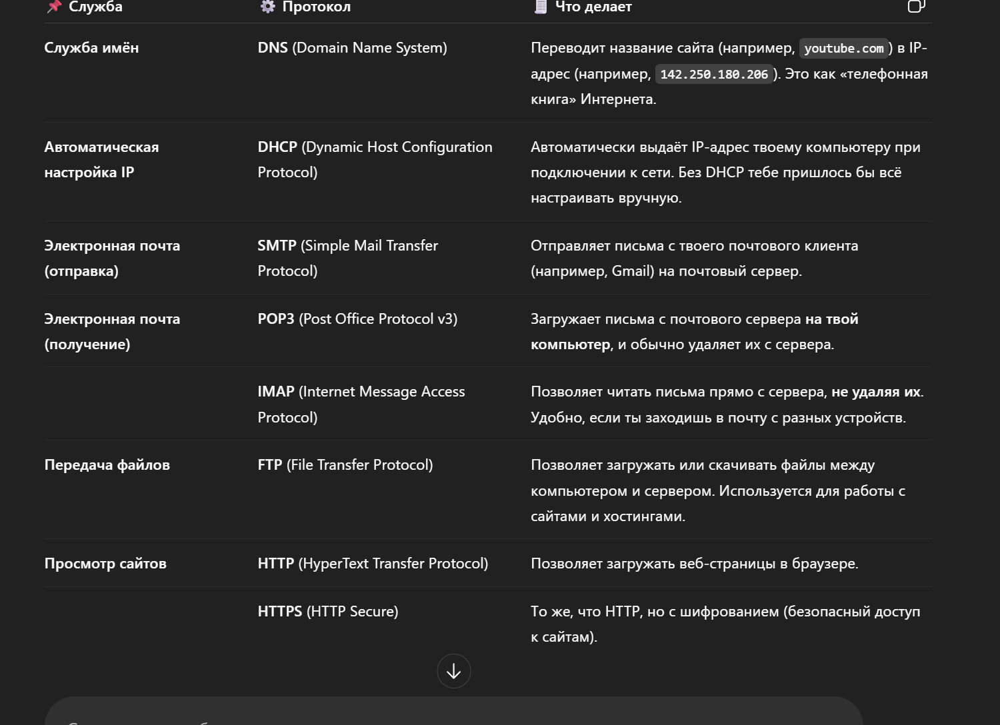 Служба Протокол Что делает
Служба имён DNS (Domain Name System) Переводит название сайта (например, youtube.com) в IP-
адрес (например, 142.250.180.206). Это как «телефонная
книга» Интернета.
Автоматическая DHCP (Dynamic Host Configuration Автоматически выдаёт IP-адрес твоему компьютеру при
настройка IP Protocol) подключении к сети. Без DHCP тебе пришлось бы всё
настраивать вручную.
Электронная почта SMTP (Simple Mail Transfer Отправляет письма с твоего почтового клиента
(отправка) Protocol) (например, Gmail) на почтовый сервер.
Электронная почта POP3 (Post Office Protocol v3) Загружает письма с почтового сервера на твой
(получение) компьютер, и обычно удаляет их с сервера.
IMAP (Internet Message Access Позволяет читать письма прямо с сервера, не удаляя их.
Protocol) Удобно, если ты заходишь в почту с разных устройств.
Передача файлов FTP (File Transfer Protocol) Позволяет загружать или скачивать файлы между
компьютером и сервером. Используется для работы с
сайтами и хостингами.
Просмотр сайтов HTTP (HyperText Transfer Protocol) Позволяет загружать веб-страницы в браузере.
HTTPS (HTTP Secure) То же, что HTTP, но с шифрованием (безопасный доступ
к сайтам).